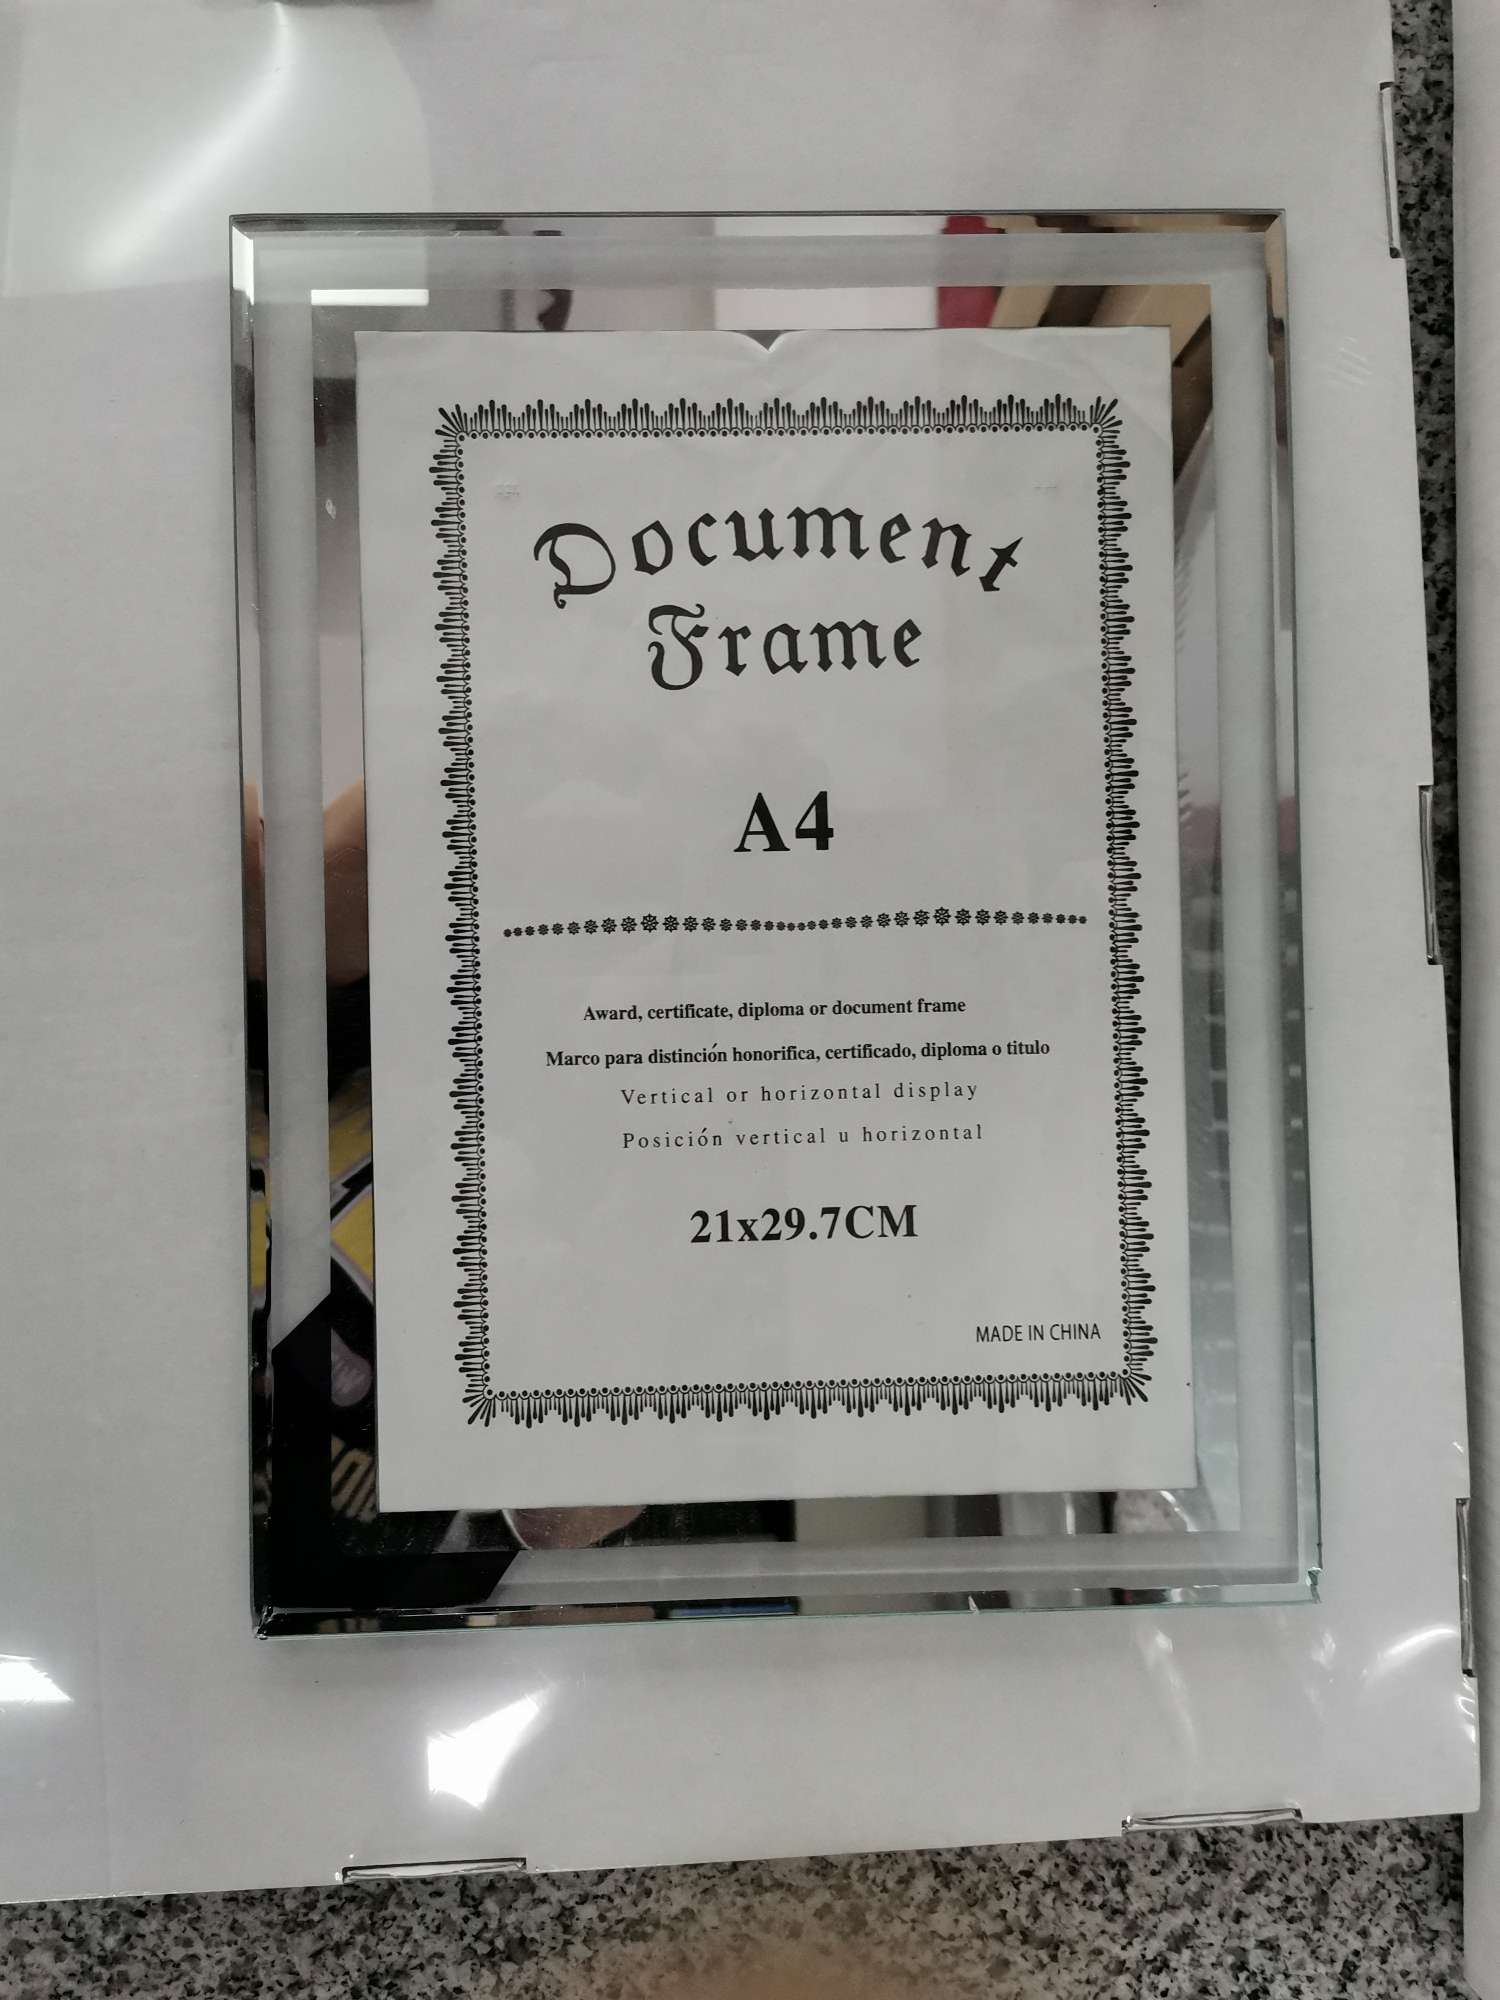 Document
Frame
A4
Award, certificate, diploma or document frame
Marco para distinción honorifica, certificado, diploma o titulo
Vertical or horizontal display
Posición vertical u horizontal
21x29.7CM
MADE IN CHINA